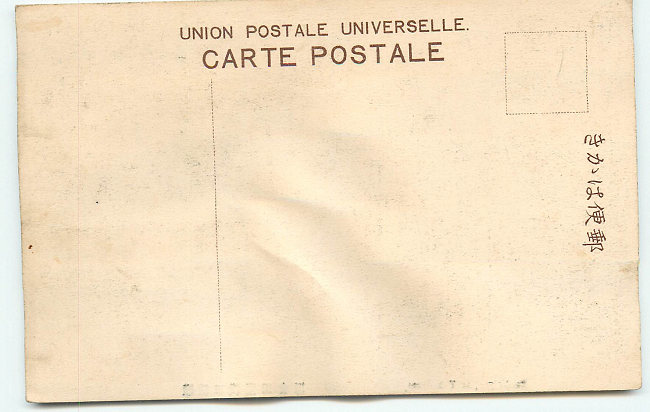 UNION POSTALE UNIVERSELLE.
CARTE POSTALE
きかは便郵